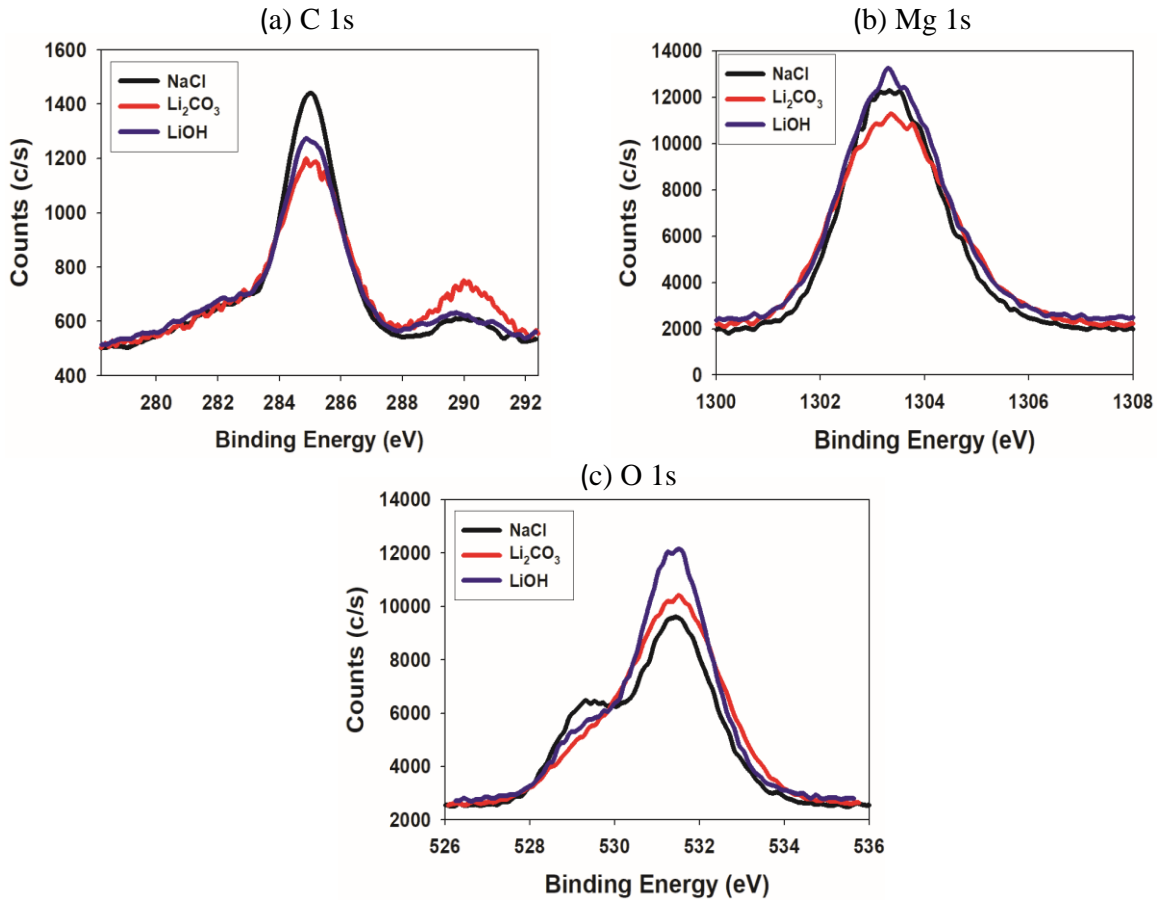 (a) C 1s
1600
1400
1200
1000
800
600
400
NaCl
Li₂CO₃
LiOH
Counts (c/s)
280 282 284 286 288 290 292
Binding Energy (eV)
(b) Mg 1s
14000
12000
10000
8000
6000
4000
2000
0
NaCl
Li₂CO₃
LiOH
Counts (c/s)
1300 1302 1304 1306 1308
Binding Energy (eV)
(c) O 1s
14000
12000
10000
8000
6000
4000
2000
NaCl
Li₂CO₃
LiOH
Counts (c/s)
526 528 530 532 534 536
Binding Energy (eV)